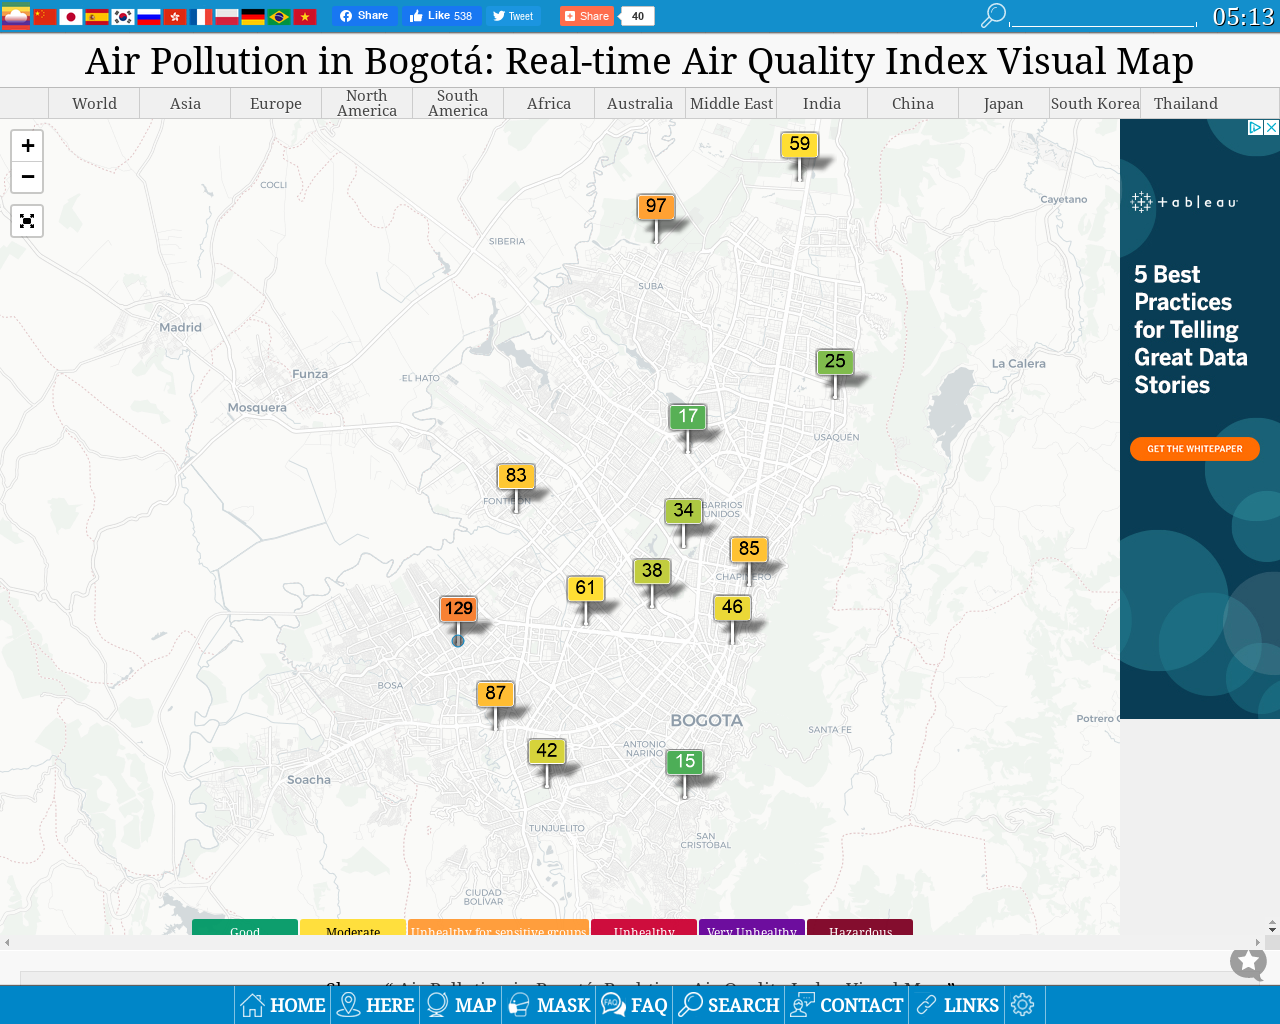 Share
Like 538
Tweet
Share
40
05:13
Air Pollution in Bogotá: Real-time Air Quality Index Visual Map
World
Asia
Europe
North America
South America
Africa
Australia
Middle East
India
China
Japan
South Korea
Thailand
+
−
59
COCLI
Cayetano
97
SIBERIA
SUBA
Madrid
25
La Calera
Funza
EL HATO
Mosquera
17
USAQUÉN
83
34
BARRIOS
UNIDOS
85
38
61
46
129
BOSA
87
BOGOTA
SANTA FE
Potrero
42
ANTONIO
NARIÑO
15
Soacha
TUNJUELITO
SAN
CRISTÓBAL
CIUDAD
BOLÍVAR
+ a b l e a u
5 Best
Practices
for Telling
Great Data
Stories
GET THE WHITEPAPER
Good
Moderate
Unhealthy for sensitive groups
Unhealthy
Very Unhealthy
Hazardous
HOME
HERE
MAP
MASK
FAQ
FAQ
SEARCH
CONTACT
LINKS